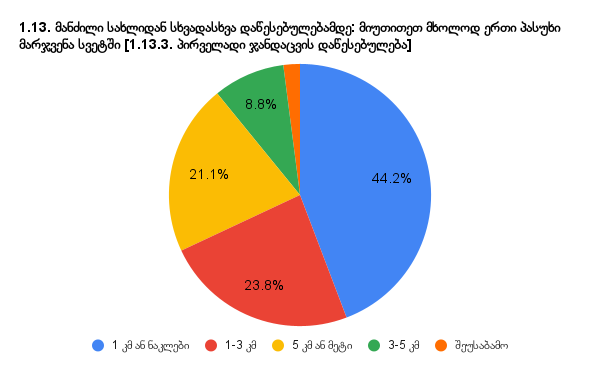 1.13. მანძილი სახლიდან სხვადასხვა დაწესებულებამდე: მიუთითეთ მხოლოდ ერთი პასუხი
მარჯვენა სვეტში [1.13.3. პირველადი ჯანდაცვის დაწესებულება]
8.8%
44.2%
21.1%
23.8%
1 კმ ან ნაკლები 1-3 კმ 5 კმ ან მეტი 3-5 კმ შეუსაბამო